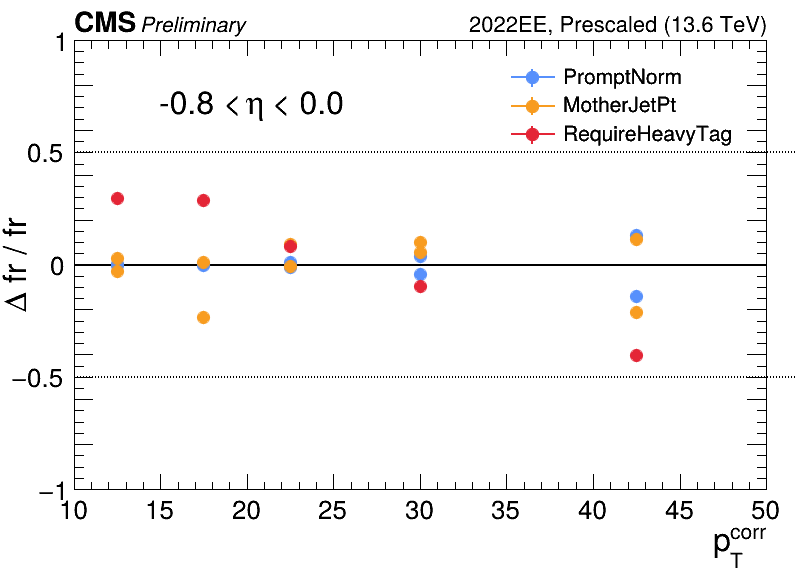 CMS Preliminary 2022EE, Prescaled (13.6 TeV)
-0.8 < η < 0.0
PromptNorm
MotherJetPt
RequireHeavyTag
Δ fr / fr
1
0.5
0
−0.5
−1
10 15 20 25 30 35 40 45 50
p_T^corr